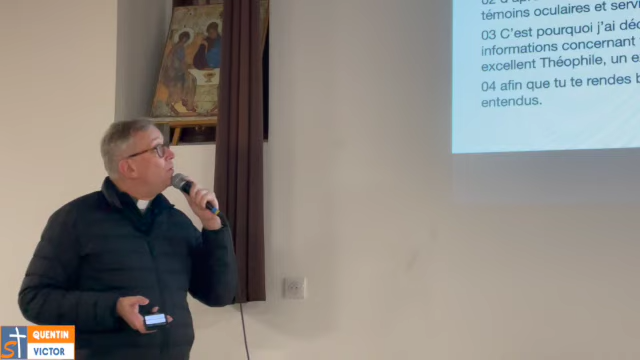 témoins oculaires et servi
03 C'est pourquoi j'ai déc
informations concernant
excellent Théophile, un e
04 afin que tu te rendes b
entendus.
ST
QUENTIN
VICTOR